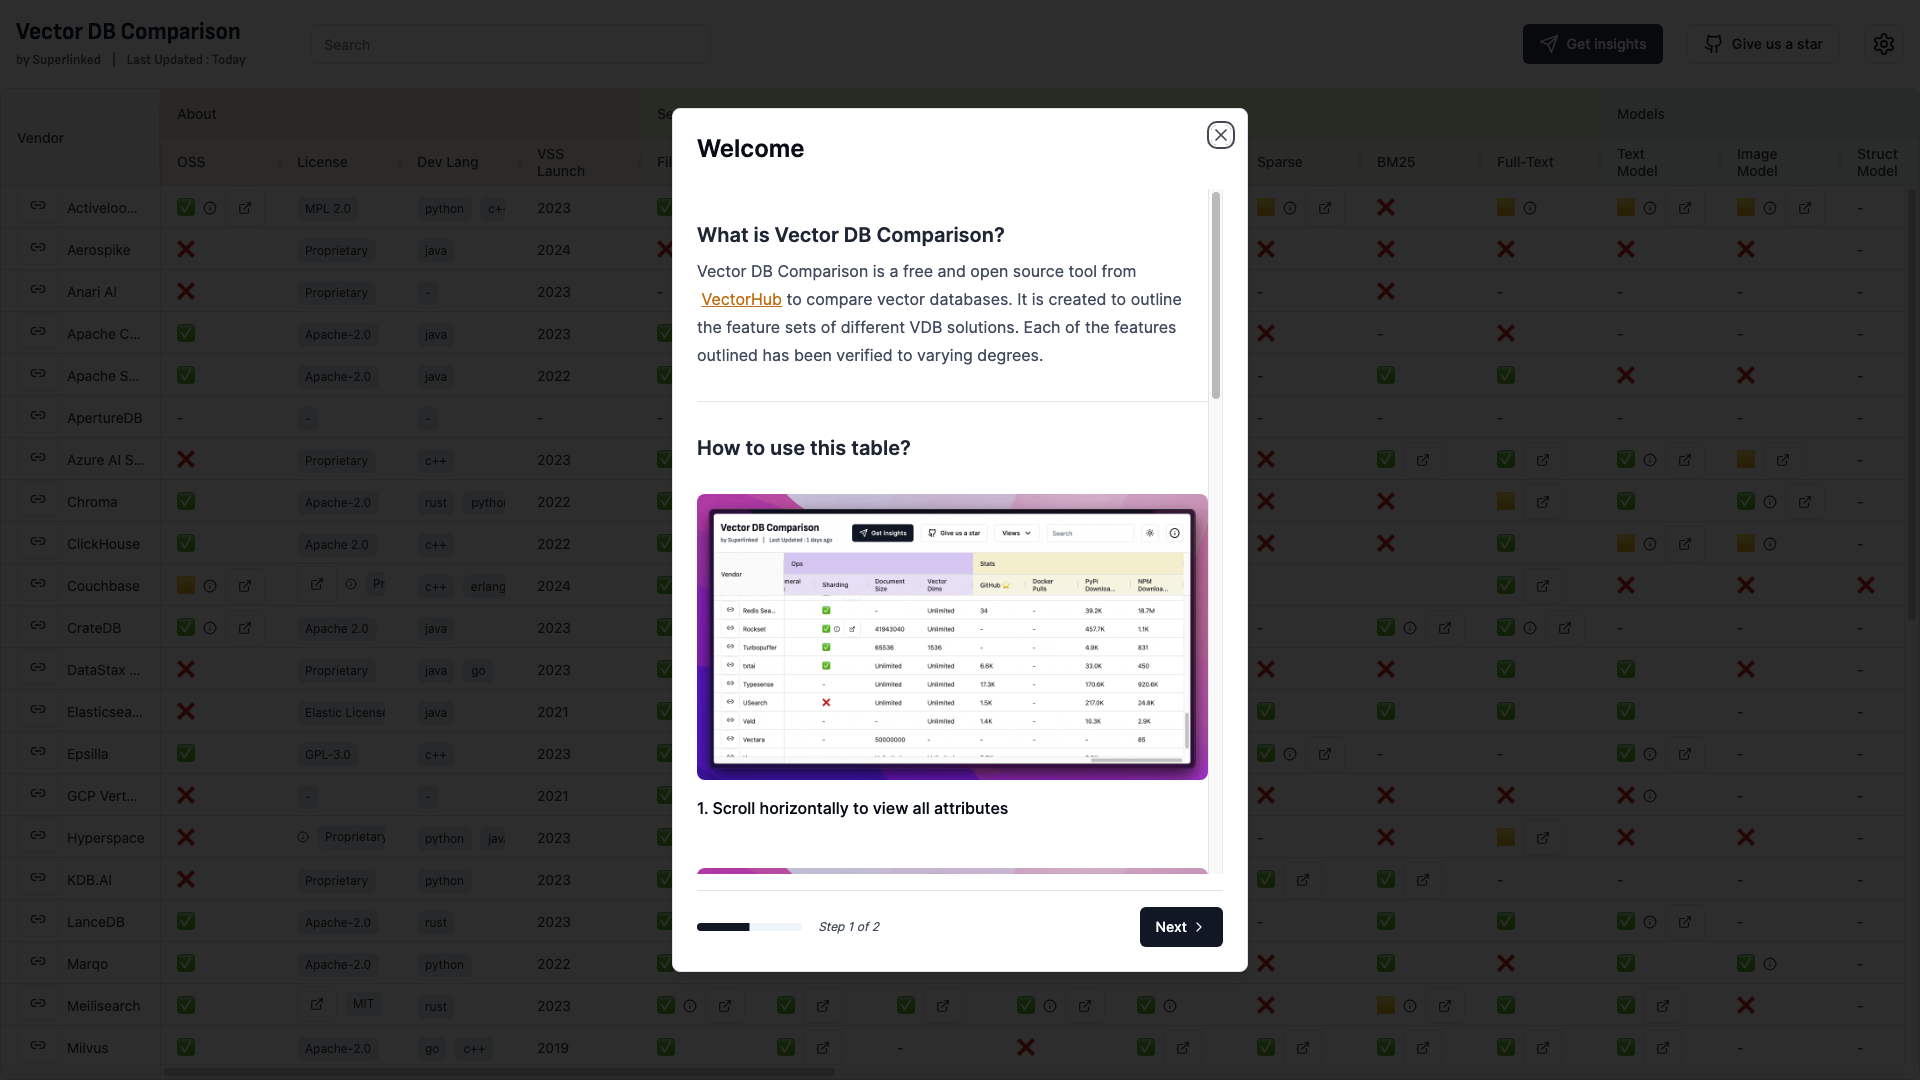 Vector DB Comparison
by Superlinked | Last Updated : Today
Search
Get insights
Give us a star
Vendor
About
Models
OSS
License
Dev Lang
VSS Launch
Sparse
BM25
Full-Text
Text Model
Image Model
Struct Model
Activeloo... MPL 2.0 python 2023
Aerospike Proprietary java 2024
Anari AI Proprietary - 2023 -
Apache C... Apache-2.0 java 2023
Apache S... Apache-2.0 java 2022
ApertureDB - - - -
Azure AI S... Proprietary c++ 2023
Chroma Apache-2.0 rust python 2022
ClickHouse Apache 2.0 c++ 2022
Couchbase c++ erlang 2024
CrateDB Apache 2.0 java 2023
DataStax ... Proprietary java go 2023
Elasticsea... Elastic License java 2021
Epsilla GPL-3.0 c++ 2023
GCP Vert... - - 2021
Hyperspace Proprietary python 2023
KDB.AI Proprietary python 2023
LanceDB Apache-2.0 rust 2023
Marqo Apache-2.0 python 2022
Meilisearch MIT rust 2023
Milvus Apache-2.0 go c++ 2019
Welcome
What is Vector DB Comparison?
Vector DB Comparison is a free and open source tool from
VectorHub to compare vector databases. It is created to outline
the feature sets of different VDB solutions. Each of the features
outlined has been verified to varying degrees.
How to use this table?
Vector DB Comparison
by Superlinked | Last Updated : 1 days ago
Get Insights
Give us a star
Views
Search
Ops
Stats
Vendor
Sharding
Document Size
Vector Dims
GitHub
Docker Pulls
PyPi Downloa...
NPM Downloa...
Redis Sea... - Unlimited 34 - 39.2K 18.7M
Rockset 41943040 Unlimited - - 457.7K 1.1K
Turbopuffer 65536 1536 - - 4.9K 831
txtai Unlimited Unlimited 6.6K - 33.0K 450
Typesense - Unlimited Unlimited 17.3K - 170.6K 920.6K
USearch Unlimited Unlimited 1.5K - 217.0K 24.8K
Vald - - Unlimited 1.4K - 10.3K 2.9K
Vectara - 50000000 - - - - 85
1. Scroll horizontally to view all attributes
Step 1 of 2
Next